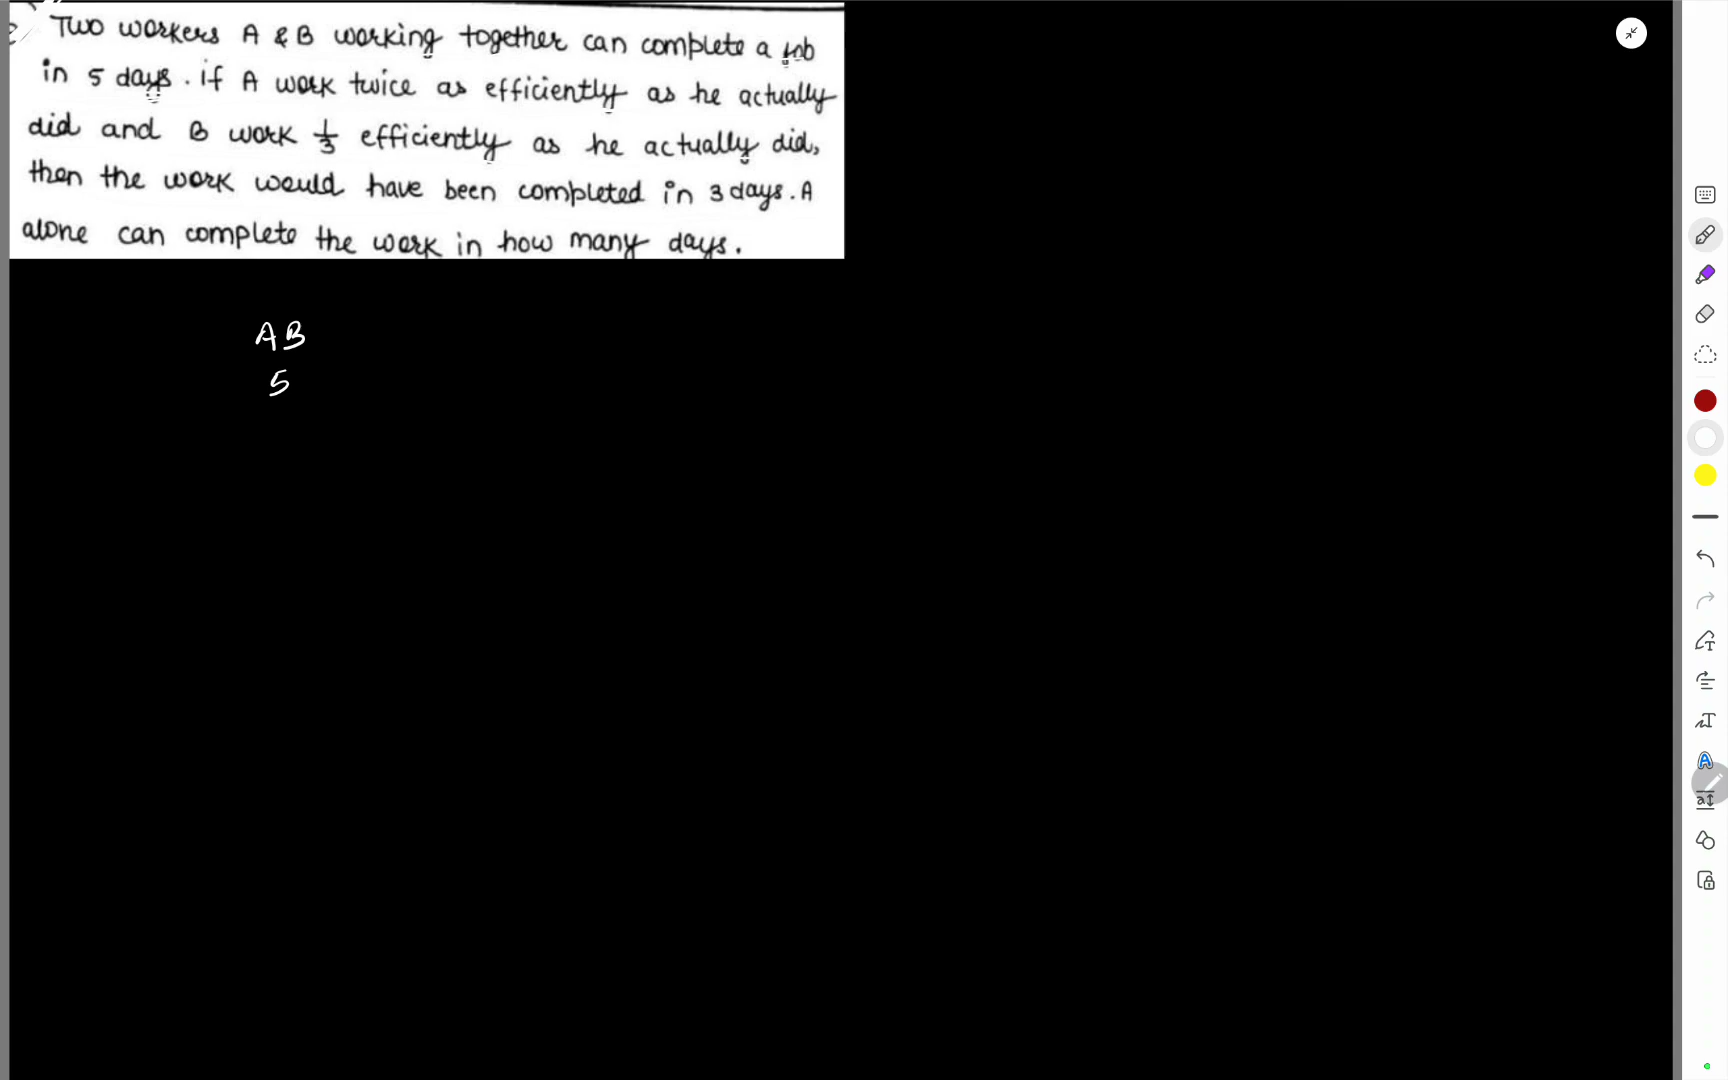 Two workers A & B working together can complete a job
in 5 days. if A work twice as efficiently as he actually
did and B work 1/3 efficiently as he actually did,
then the work would have been completed in 3 days. A
alone can complete the work in how many days.
A B
5